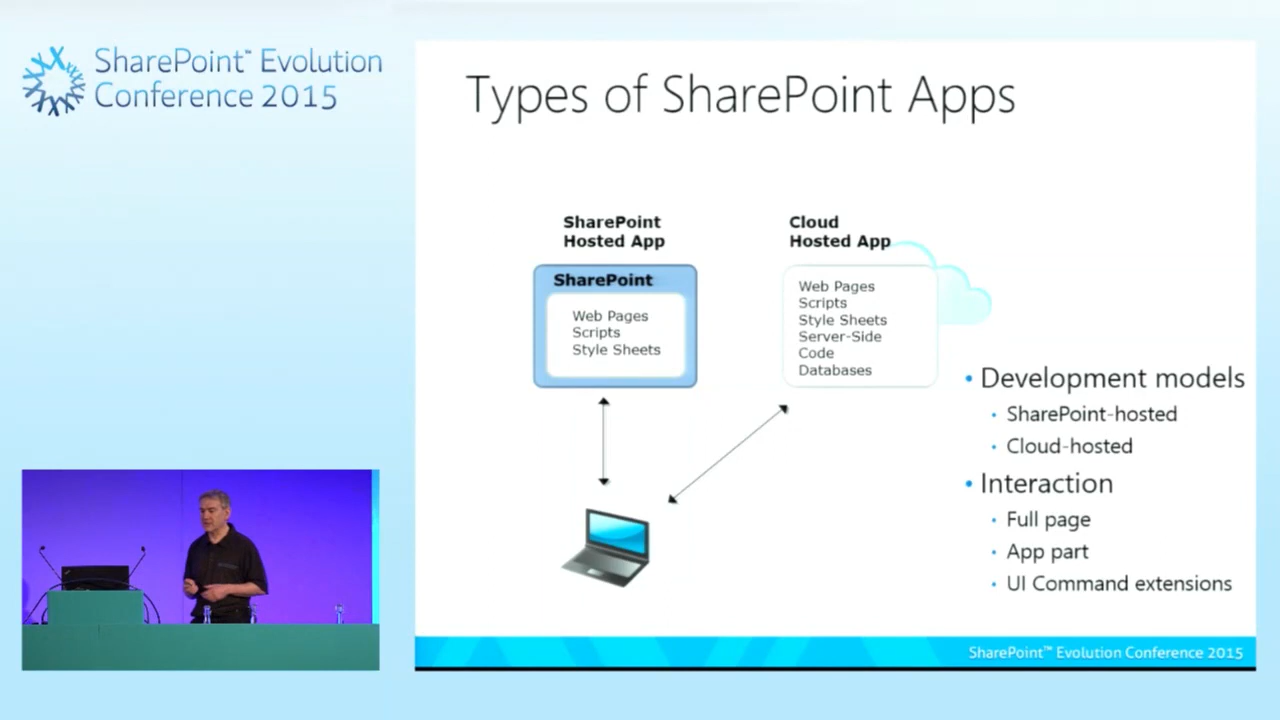 SharePoint™ Evolution
Conference 2015
Types of SharePoint Apps
SharePoint
Hosted App
SharePoint
Web Pages
Scripts
Style Sheets
Cloud
Hosted App
Web Pages
Scripts
Style Sheets
Server-Side
Code
Databases
• Development models
• SharePoint-hosted
• Cloud-hosted
• Interaction
• Full page
• App part
• UI Command extensions
SharePoint™ Evolution Conference 2015